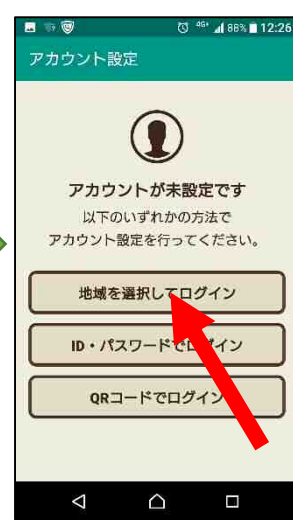 4G+ 88% 12:26
アカウント設定
アカウントが未設定です
以下のいずれかの方法で
アカウント設定を行ってください。
地域を選択してログイン
ID・パスワードでログイン
QRコードでログイン